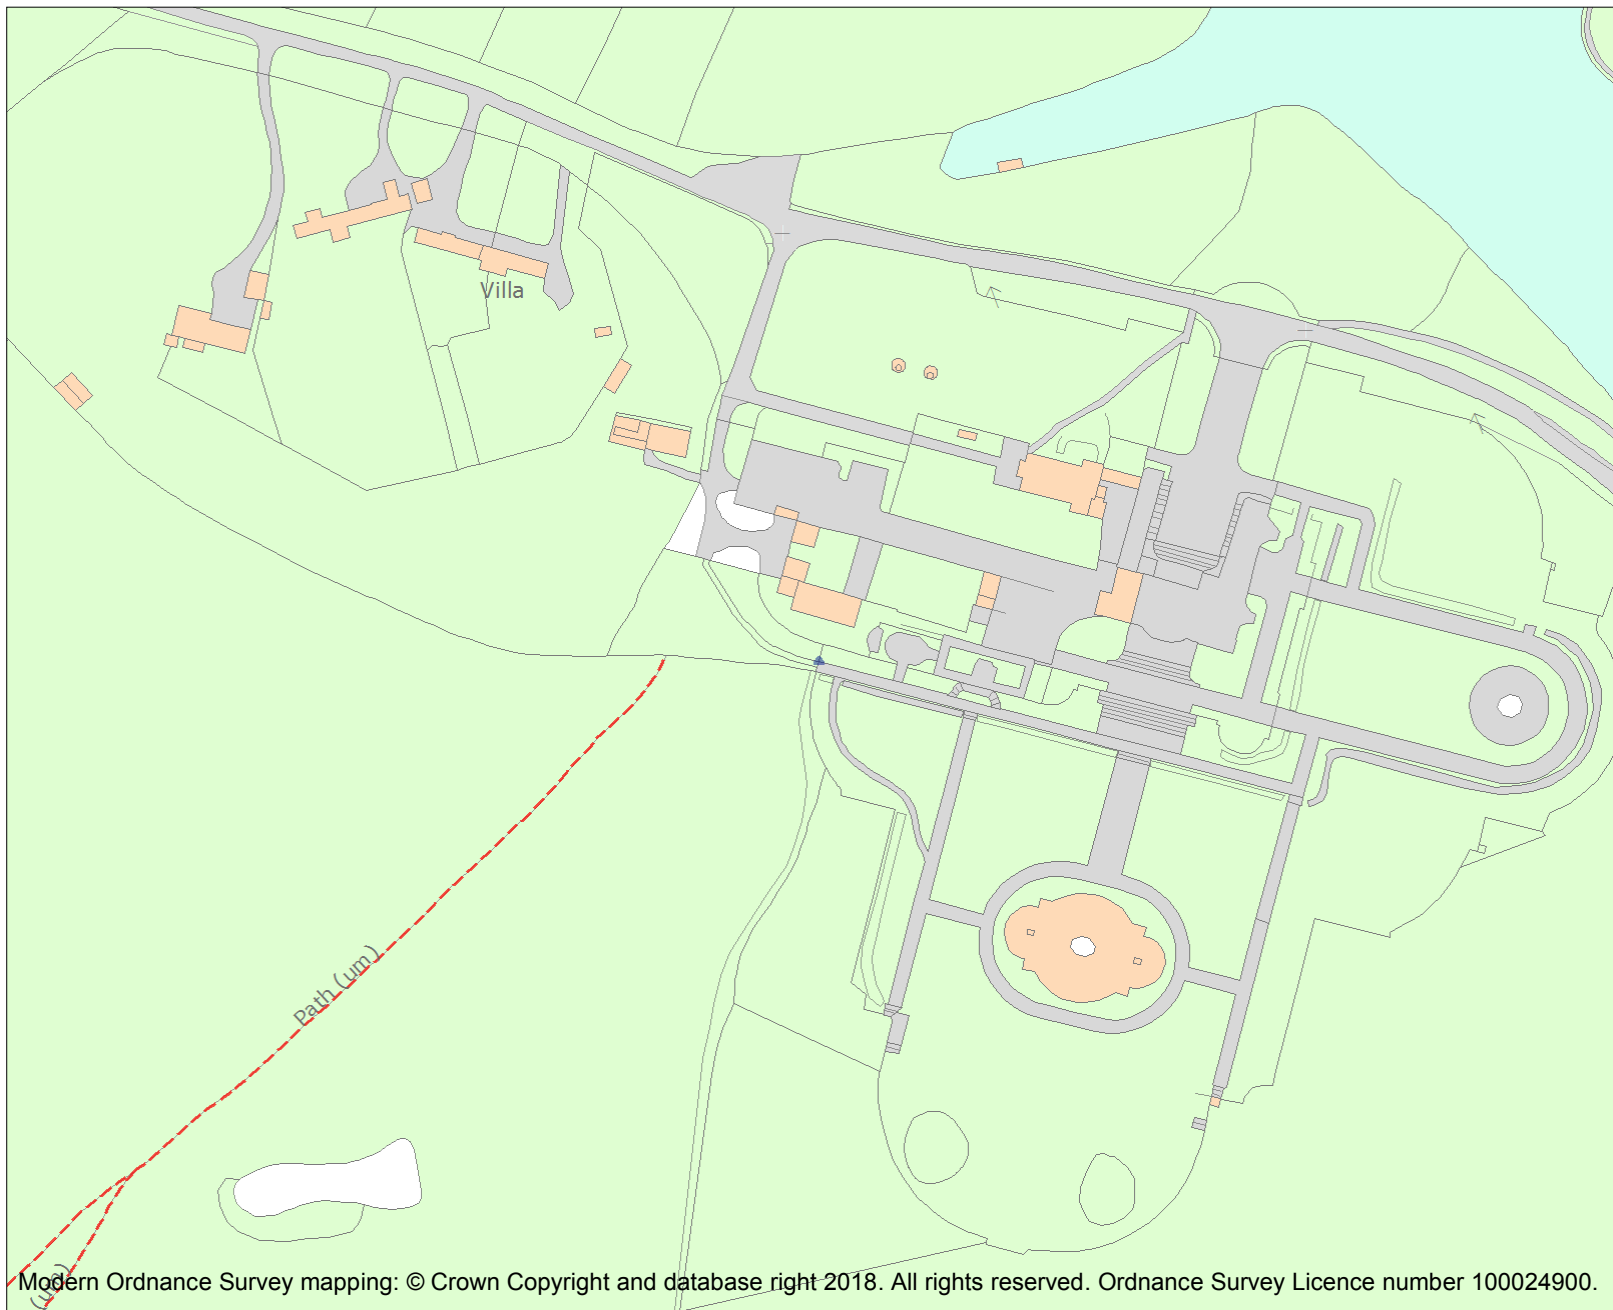 Villa
Path (um)
(um)
Modern Ordnance Survey mapping: © Crown Copyright and database right 2018. All rights reserved. Ordnance Survey Licence number 100024900.